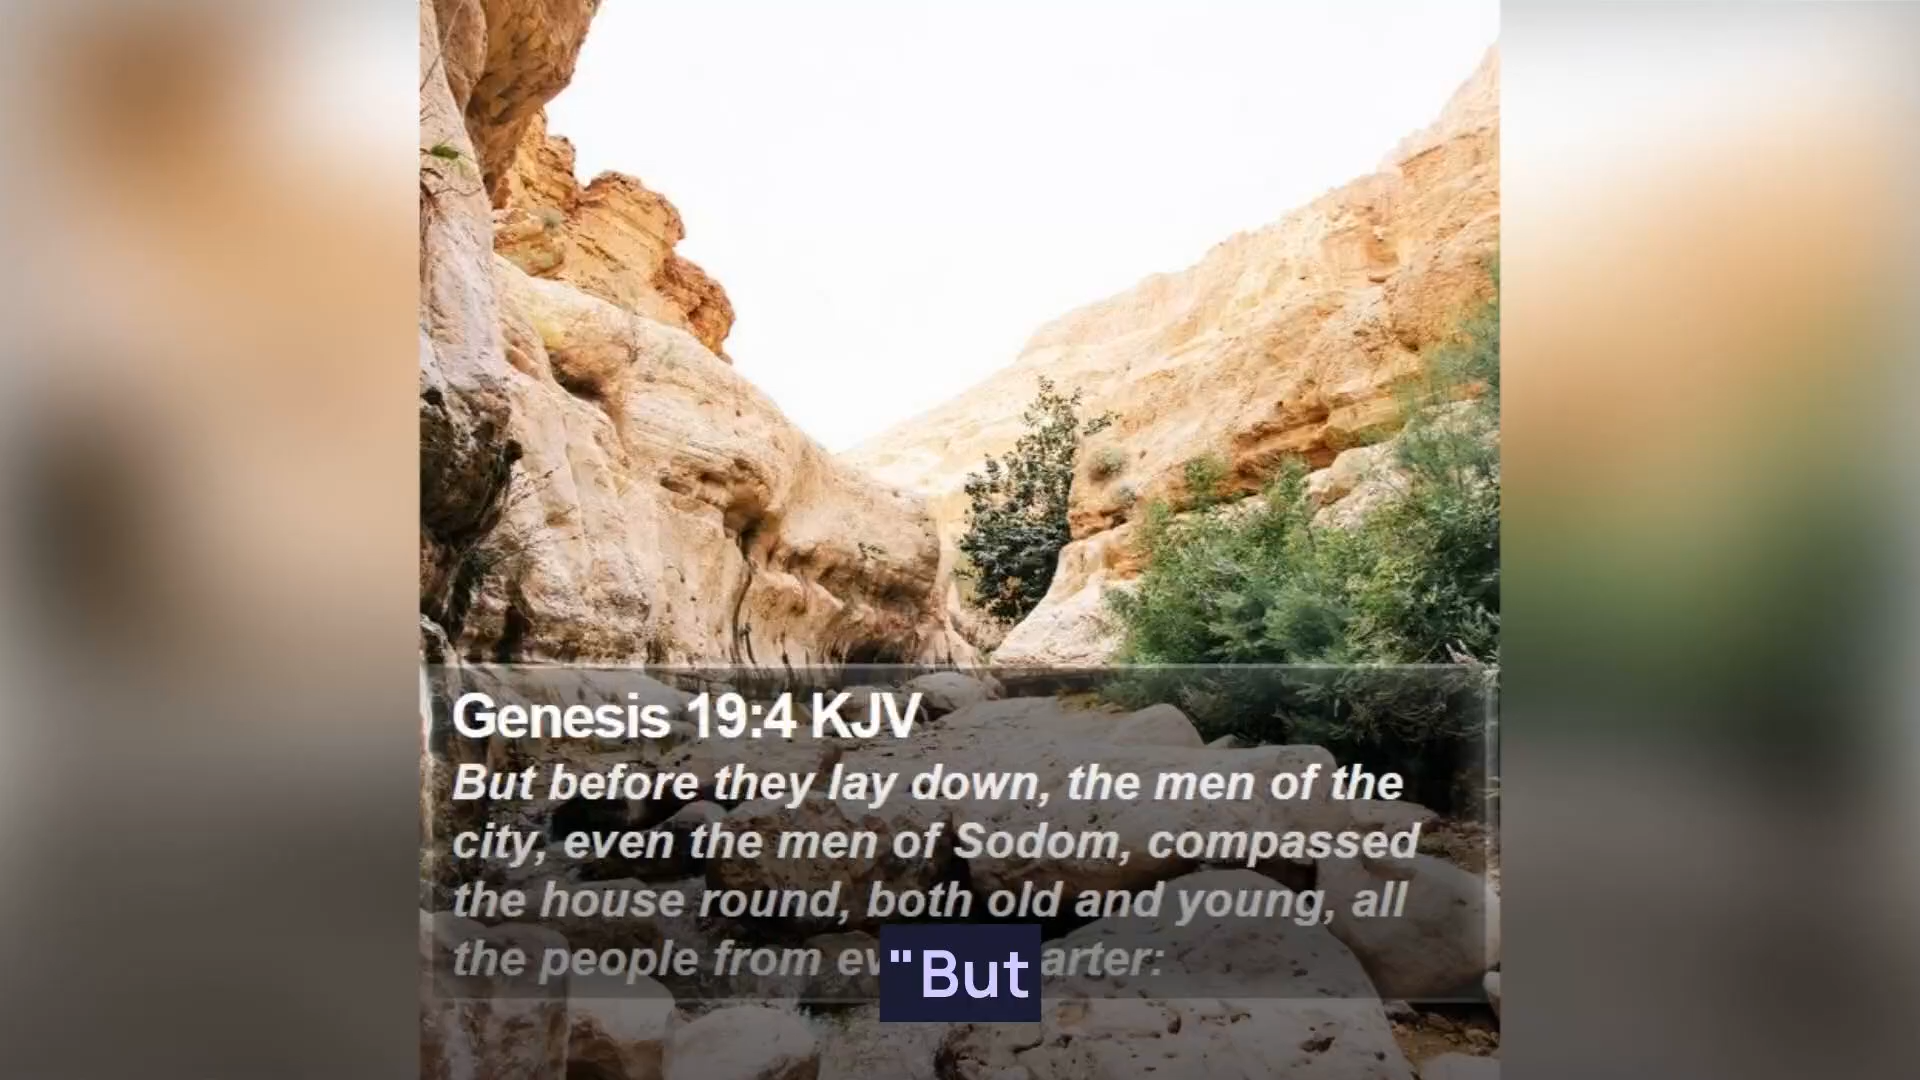 Genesis 19:4 KJV
But before they lay down, the men of the
city, even the men of Sodom, compassed
the house round, both old and young, all
the people from ev arter:
"But